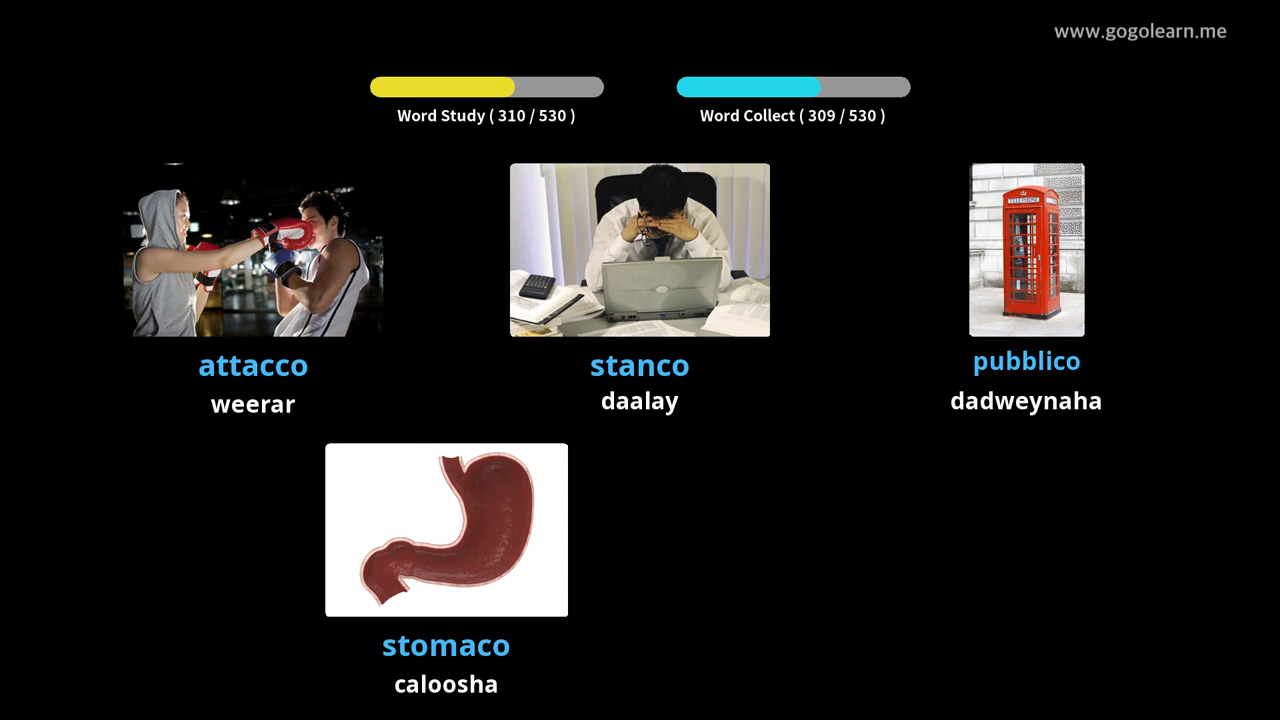 www.gogolearn.me
Word Study ( 310 / 530 )
Word Collect ( 309 / 530 )
TELEPHONE
attacco
stanco
pubblico
weerar
daalay
dadweynaha
stomaco
caloosha